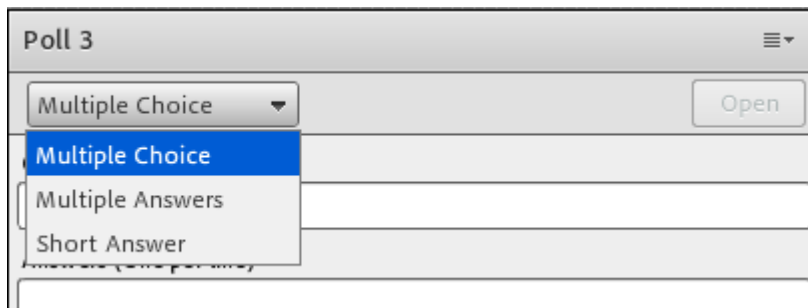 Poll 3
Multiple Choice
Open
Multiple Choice
Multiple Answers
Short Answer